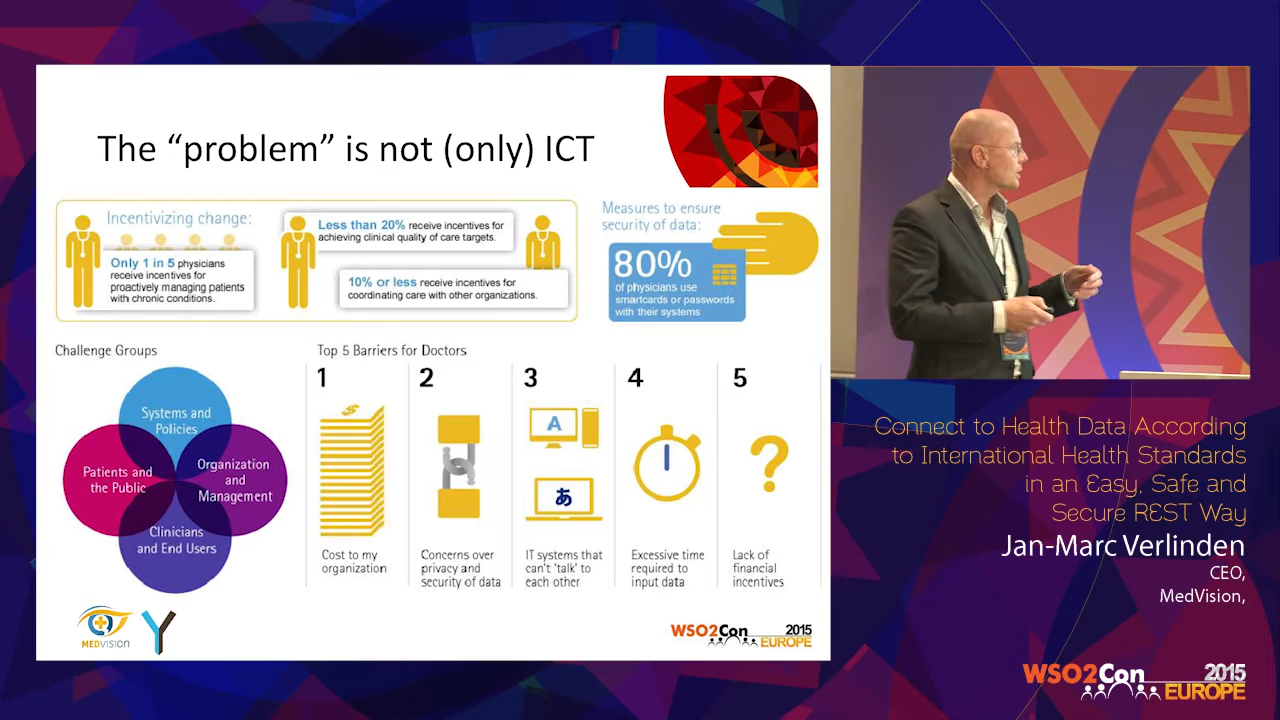 The “problem” is not (only) ICT
Incentivizing change:
Only 1 in 5 physicians
receive incentives for
proactively managing patients
with chronic conditions.
Less than 20% receive incentives for
achieving clinical quality of care targets.
10% or less receive incentives for
coordinating care with other organizations.
Measures to ensure
security of data:
80%
of physicians use
smartcards or passwords
with their systems
Challenge Groups
Systems and
Policies
Patients and
the Public
Organization
and
Management
Clinicians
and End Users
Top 5 Barriers for Doctors
1
Cost to my
organization
2
Concerns over
privacy and
security of data
3
A
あ
IT systems that
can't 'talk' to
each other
4
Excessive time
required to
input data
5
?
Lack of
financial
incentives
MEDVISION
WSO2Con 2015
EUROPE
Connect to Health Data According
to International Health Standards
in an Easy, Safe and
Secure REST Way
Jan-Marc Verlinden
CEO,
MedVision,
WSO2Con 2015
EUROPE